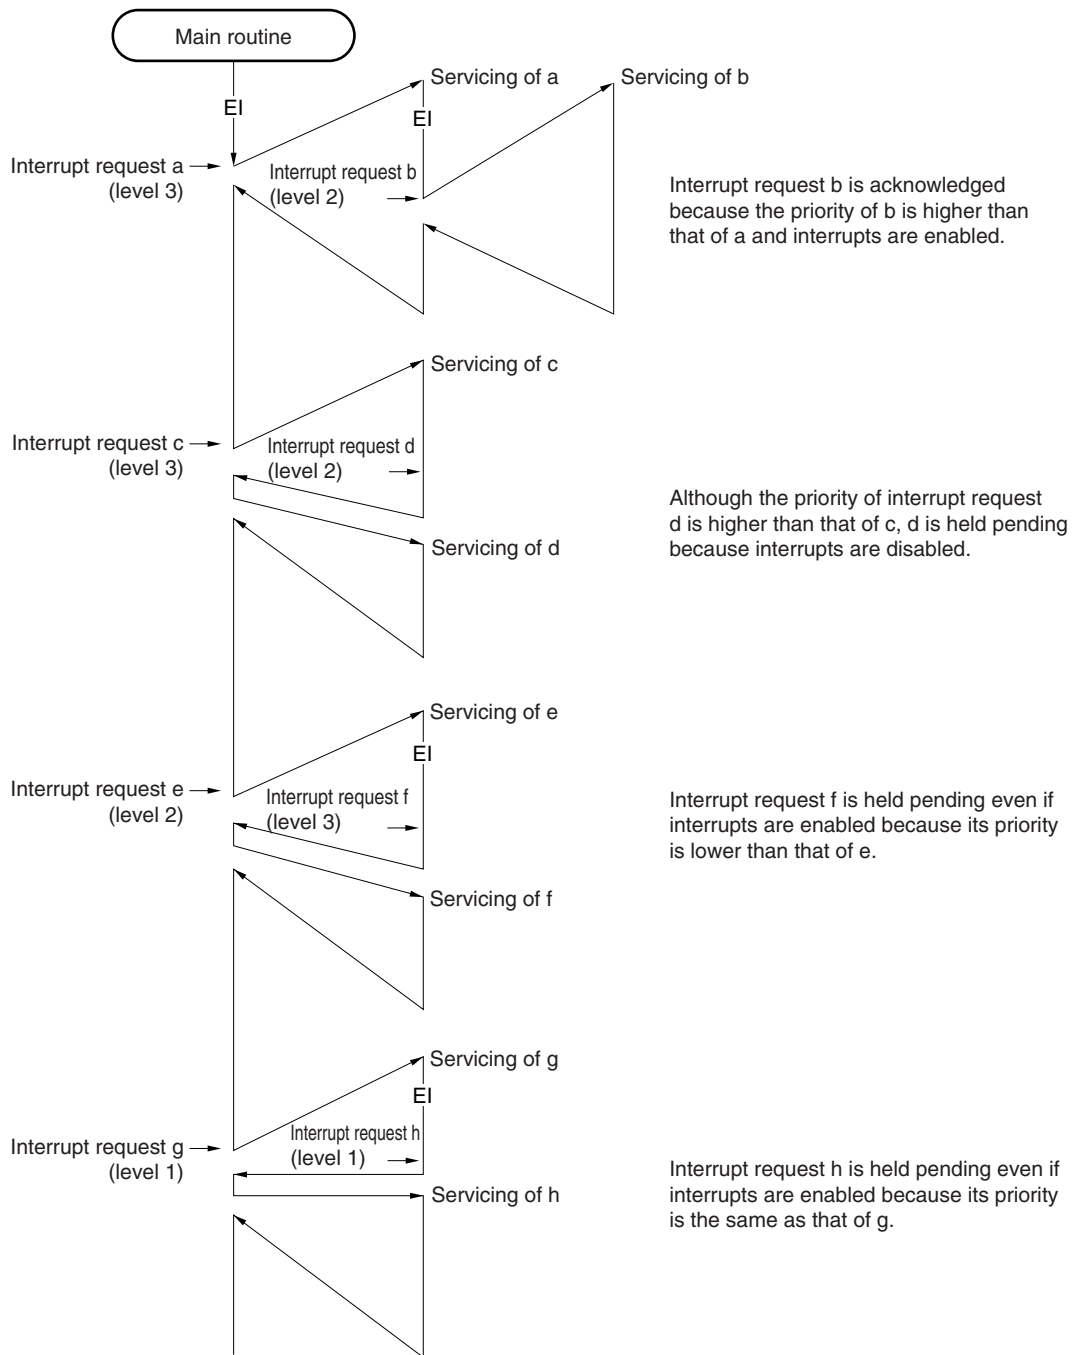 Main routine
EI
Servicing of a
EI
Servicing of b
Interrupt request a
(level 3)
Interrupt request b
(level 2)
Interrupt request b is acknowledged
because the priority of b is higher than
that of a and interrupts are enabled.
Servicing of c
Interrupt request c
(level 3)
Interrupt request d
(level 2)
Servicing of d
Although the priority of interrupt request
d is higher than that of c, d is held pending
because interrupts are disabled.
Servicing of e
EI
Interrupt request e
(level 2)
Interrupt request f
(level 3)
Servicing of f
Interrupt request f is held pending even if
interrupts are enabled because its priority
is lower than that of e.
Servicing of g
EI
Interrupt request g
(level 1)
Interrupt request h
(level 1)
Servicing of h
Interrupt request h is held pending even if
interrupts are enabled because its priority
is the same as that of g.